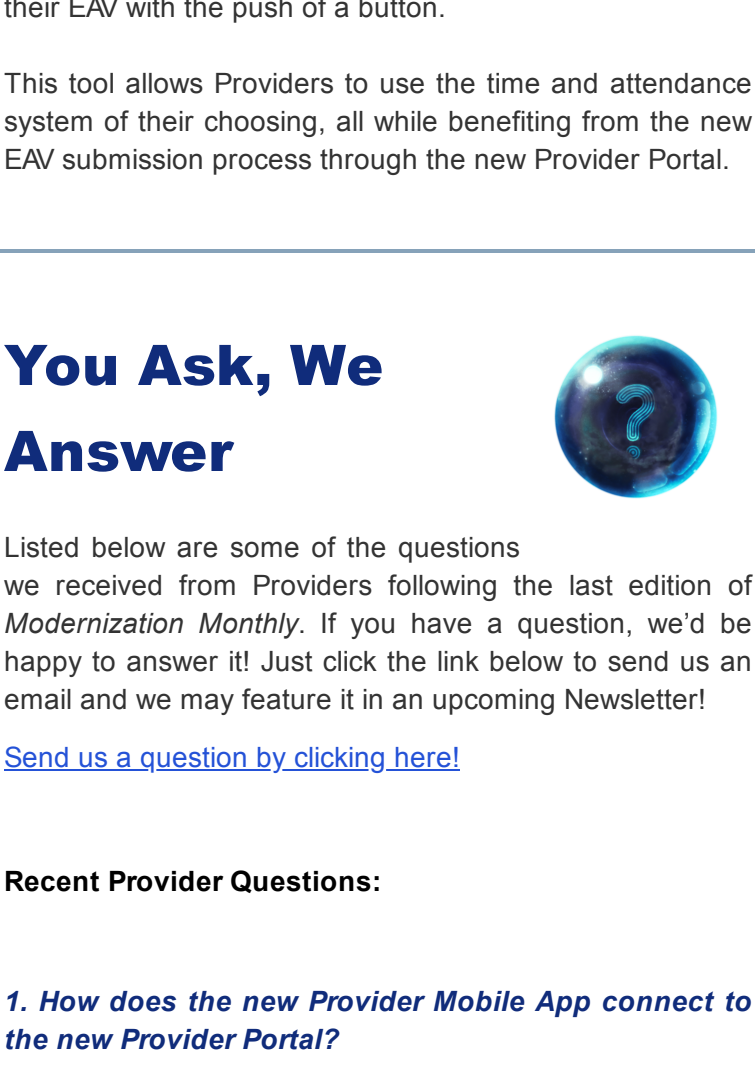 their EAV with the push of a button.
This tool allows Providers to use the time and attendance
system of their choosing, all while benefiting from the new
EAV submission process through the new Provider Portal.
You Ask, We
Answer
?
Listed below are some of the questions
we received from Providers following the last edition of
Modernization Monthly. If you have a question, we’d be
happy to answer it! Just click the link below to send us an
email and we may feature it in an upcoming Newsletter!
Send us a question by clicking here!
Recent Provider Questions:
1. How does the new Provider Mobile App connect to
the new Provider Portal?